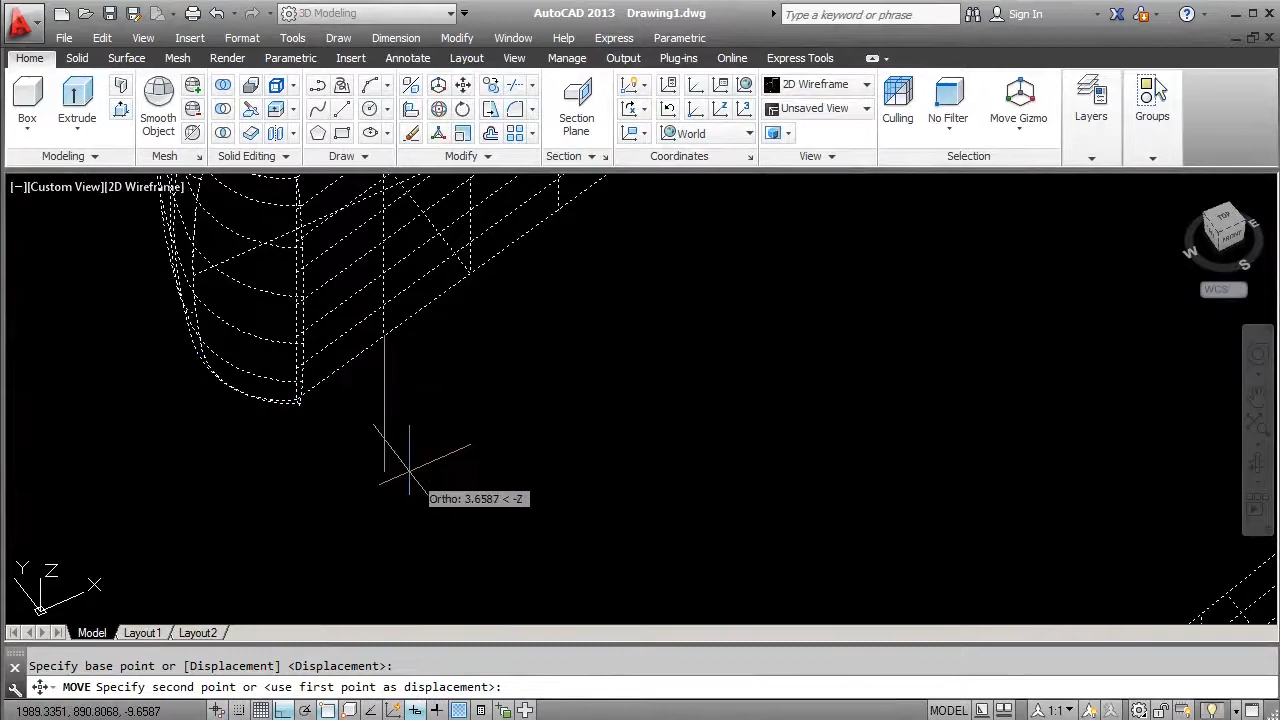 3D Modeling
AutoCAD 2013 Drawing1.dwg
Type a keyword or phrase
Sign In
File Edit View Insert Format Tools Draw Dimension Modify Window Help Express Parametric
Home Solid Surface Mesh Render Parametric Insert Annotate Layout View Manage Output Plug-ins Online Express Tools
Box
Extrude
Smooth Object
Section Plane
World
2D Wireframe
Unsaved View
Culling
No Filter
Move Gizmo
Layers
Groups
Modeling
Mesh
Solid Editing
Draw
Modify
Section
Coordinates
View
Selection
[−][Custom View][2D Wireframe]
TOP
FRONT
W
E
S
WCS
Ortho: 3.6587 < -Z
Y
Z
X
Model Layout1 Layout2
Specify base point or [Displacement] <Displacement>:
MOVE Specify second point or <use first point as displacement>:
1989.3351, 890.8068, -9.6587
MODEL
1:1